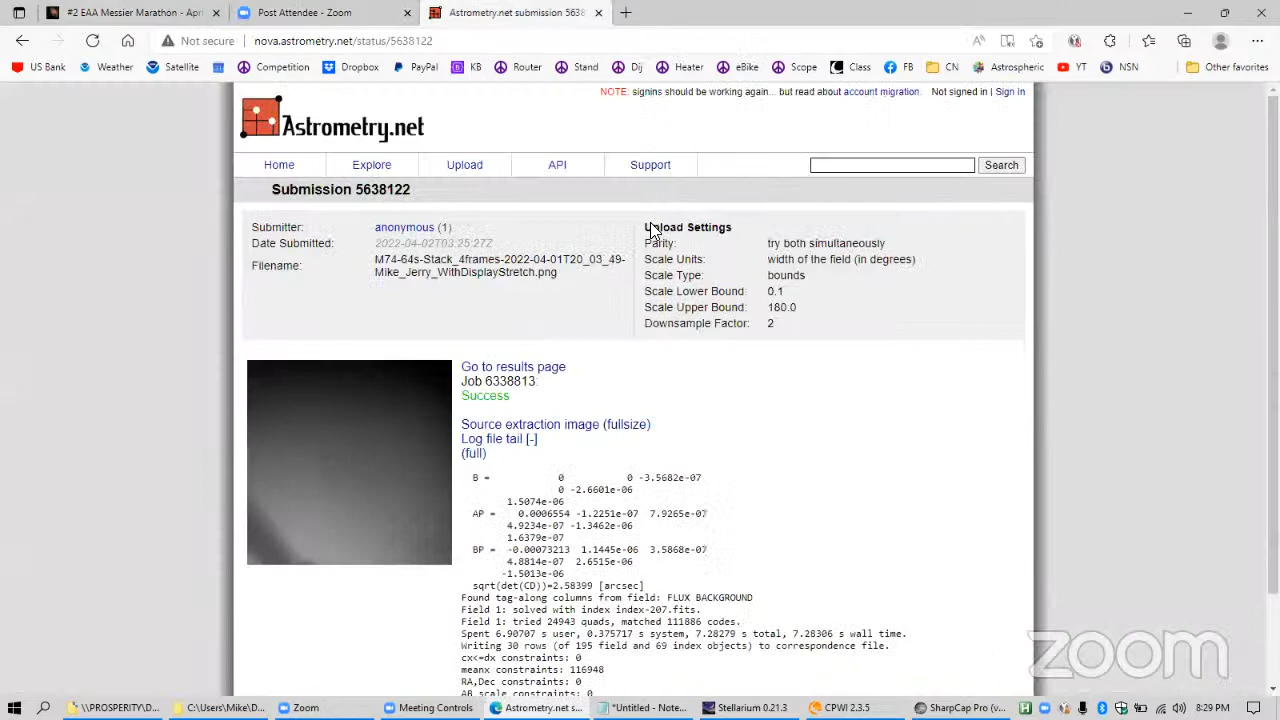 #2 EAA Messier Marathon - Apri
Post Attendee - Zoom
Astrometry.net submission 5638
Not secure
nova.astrometry.net/status/5638122
US Bank
Weather
Satellite
Competition
Dropbox
PayPal
KB
Router
Stand
Dij
Heater
eBike
Scope
Class
FB
CN
Astrospheric
YT
NSN
Other favorites
NOTE: signins should be working again... but read about account migration. Not signed in | Sign in
Astrometry.net
Home
Explore
Upload
API
Support
Search
Submission 5638122
Submitter: anonymous (1)
Date Submitted: 2022-04-02T03:25:27Z
Filename: M74-64s-Stack_4frames-2022-04-01T20_03_49-
Mike_Jerry_WithDisplayStretch.png
Upload Settings
Parity: try both simultaneously
Scale Units: width of the field (in degrees)
Scale Type: bounds
Scale Lower Bound: 0.1
Scale Upper Bound: 180.0
Downsample Factor: 2
Go to results page
Job 6338813:
Success
Source extraction image (fullsize)
Log file tail [-]
(full)
B = 0 0 -3.5682e-07
0 -2.6601e-06
1.5074e-06
AP = 0.0006554 -1.2251e-07 7.9265e-07
4.9234e-07 -1.3462e-06
1.6379e-07
BP = -0.00073213 1.1445e-06 3.5868e-07
4.8814e-07 2.6515e-06
-1.5013e-06
sqrt(det(CD))=2.58399 [arcsec]
Found tag-along columns from field: FLUX BACKGROUND
Field 1: solved with index index-207.fits.
Field 1: tried 24943 quads, matched 111886 codes.
Spent 6.90707 s user, 0.375717 s system, 7.28279 s total, 7.28306 s wall time.
Writing 30 rows (of 195 field and 69 index objects) to correspondence file.
cx<=dx constraints: 0
meanx constraints: 116948
RA,Dec constraints: 0
AB scale constraints: 0
zoom
\\PROSPERITY\D...
C:\Users\Mike\D...
Zoom
Meeting Controls
Astrometry.net s...
*Untitled - Note...
Stellarium 0.21.3
CPWI 2.3.5
SharpCap Pro (v...
8:29 PM